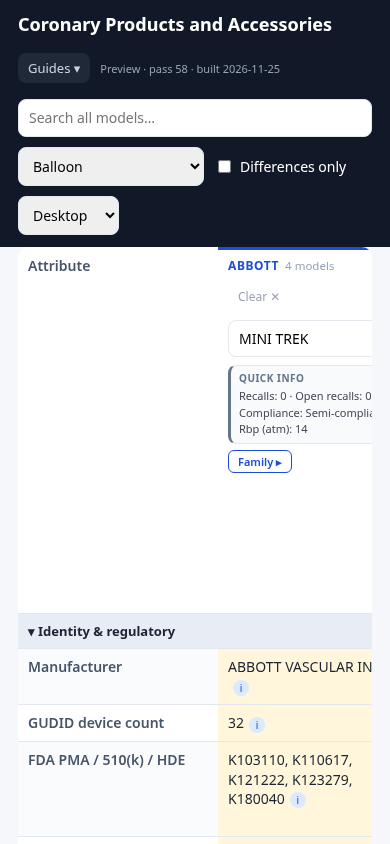 Coronary Products and Accessories
Guides ▾ Preview · pass 58 · built 2026-11-25
Search all models...
Balloon Differences only
Desktop
Attribute
ABBOTT 4 models
Clear ✕
MINI TREK
QUICK INFO
Recalls: 0 · Open recalls: 0
Compliance: Semi-complia
Rbp (atm): 14
Family ▸
▾ Identity & regulatory
Manufacturer ABBOTT VASCULAR IN
i
GUDID device count 32 i
FDA PMA / 510(k) / HDE K103110, K110617,
K121222, K123279,
K180040 i